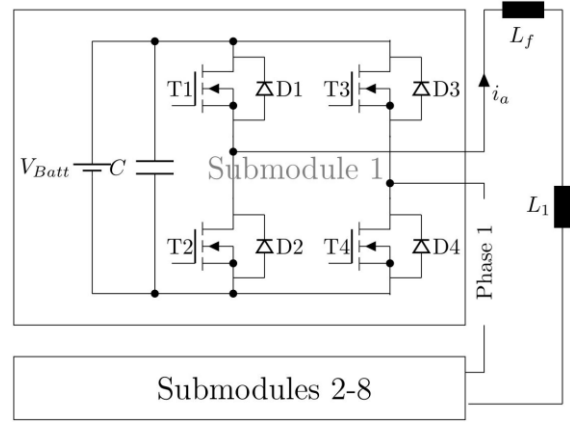 L_f
T1 D1 T3 D3
i_a
V_Batt C Submodule 1
L_1
T2 D2 T4 D4
Phase 1
Submodules 2-8